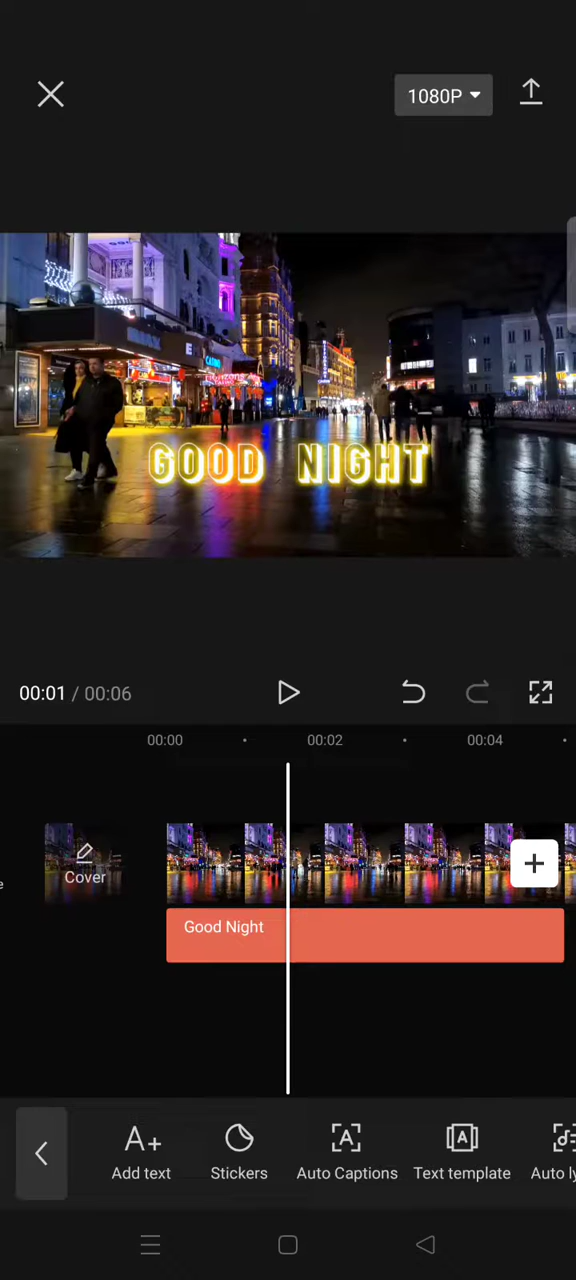 1080P
CASINO
GOOD NIGHT
00:01 / 00:06
00:00
00:02
00:04
Cover
e
Good Night
Add text
Stickers
Auto Captions
Text template
Auto ly